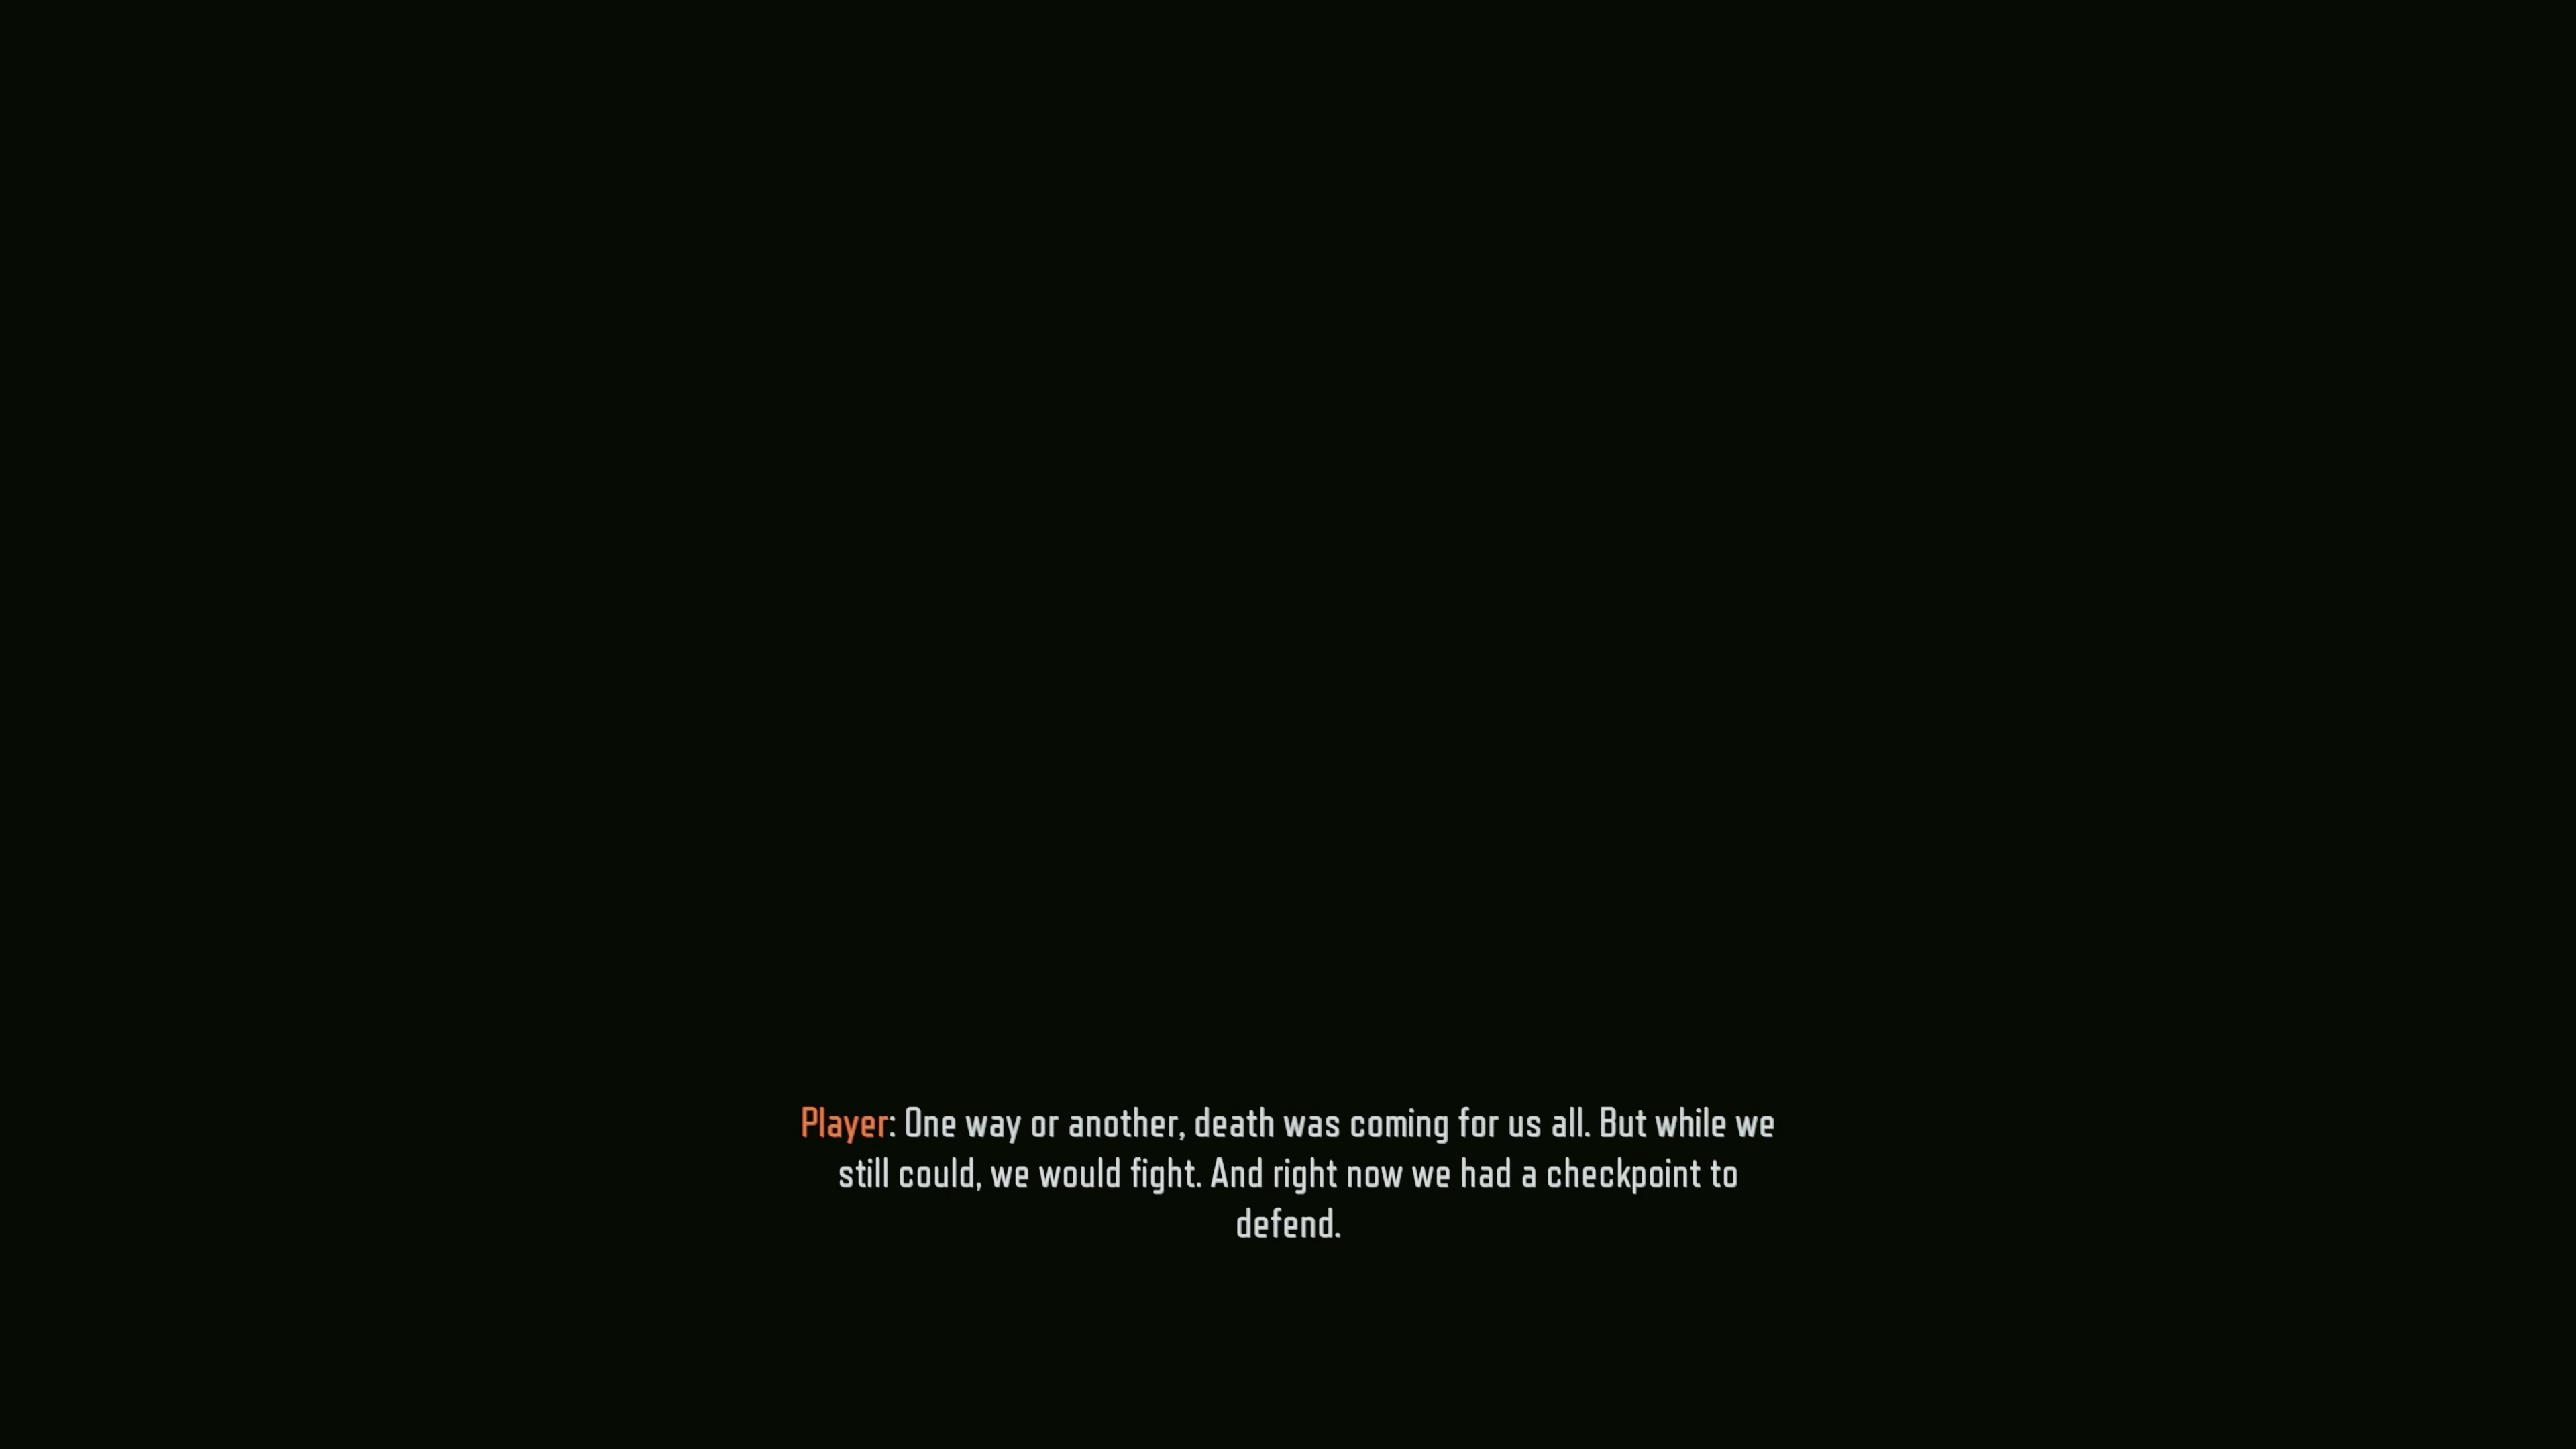 Player: One way or another, death was coming for us all. But while we
still could, we would fight. And right now we had a checkpoint to
defend.